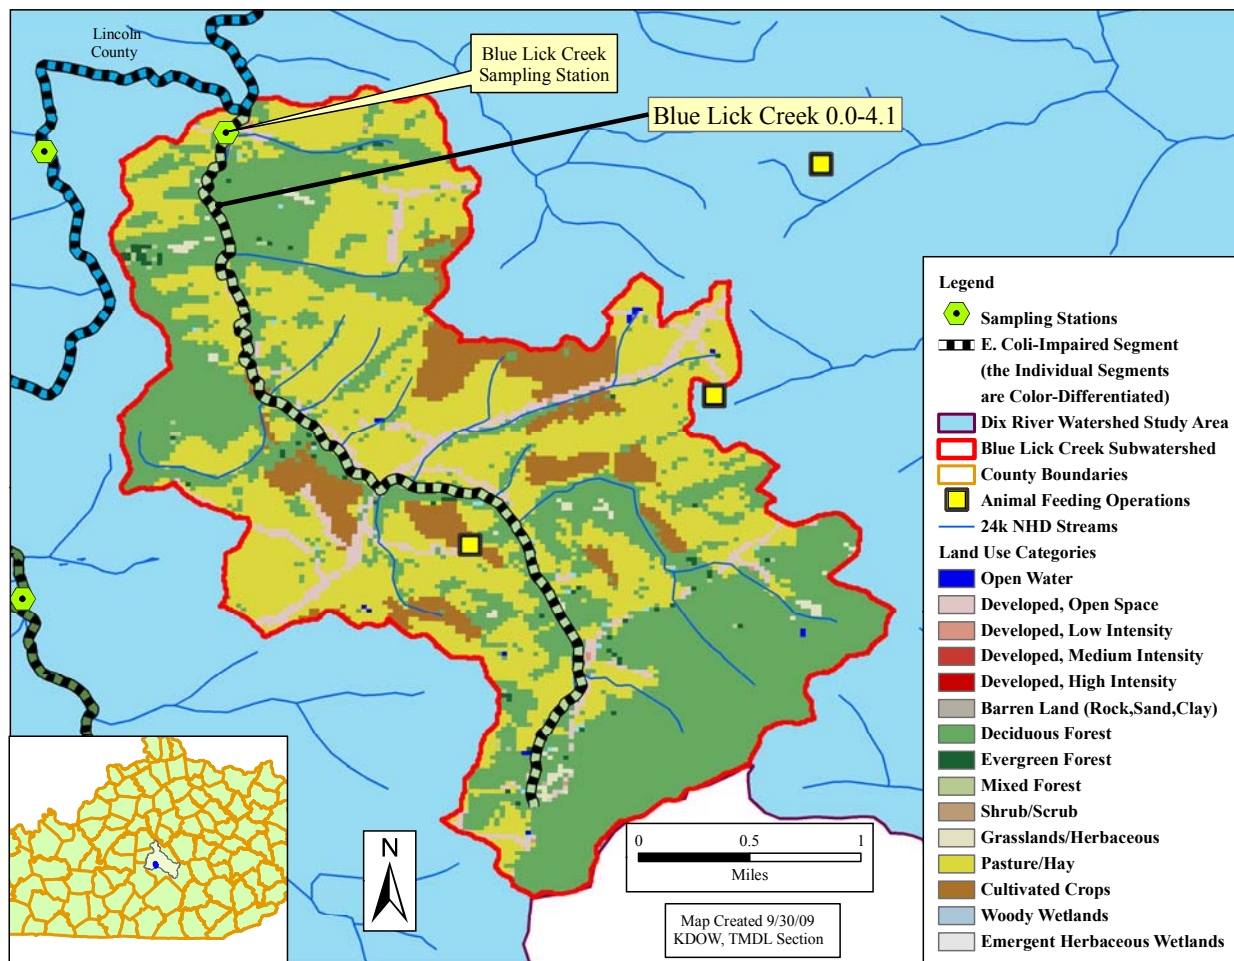 Lincoln
County
Blue Lick Creek
Sampling Station
Blue Lick Creek 0.0-4.1
Legend
Sampling Stations
E. Coli-Impaired Segment
(the Individual Segments
are Color-Differentiated)
Dix River Watershed Study Area
Blue Lick Creek Subwatershed
County Boundaries
Animal Feeding Operations
24k NHD Streams
Land Use Categories
Open Water
Developed, Open Space
Developed, Low Intensity
Developed, Medium Intensity
Developed, High Intensity
Barren Land (Rock,Sand,Clay)
Deciduous Forest
Evergreen Forest
Mixed Forest
Shrub/Scrub
Grasslands/Herbaceous
Pasture/Hay
Cultivated Crops
Woody Wetlands
Emergent Herbaceous Wetlands
N
0 0.5 1
Miles
Map Created 9/30/09
KDOW, TMDL Section